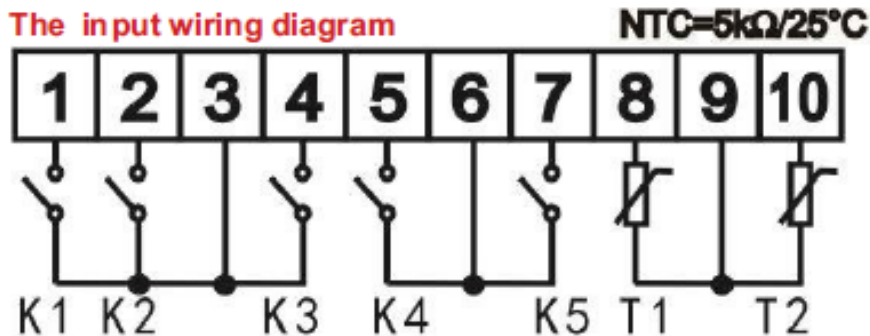 The input wiring diagram NTC=5kΩ/25°C
1 2 3 4 5 6 7 8 9 10
K1 K2 K3 K4 K5 T1 T2